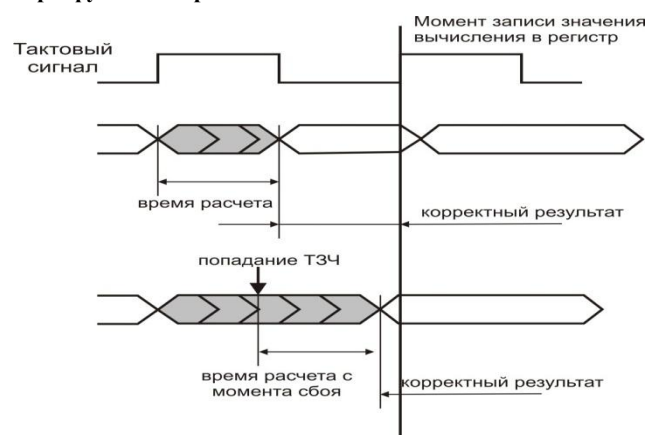 Момент записи значения
вычисления в регистр
Тактовый
сигнал
время расчета
корректный результат
попадание ТЗЧ
время расчета с
момента сбоя
корректный результат